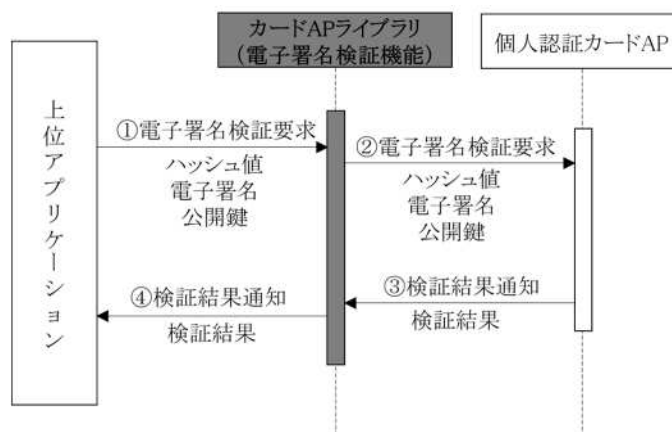 カードAPライブラリ
(電子署名検証機能)
個人認証カードAP
上位アプリケーション
①電子署名検証要求
ハッシュ値
電子署名
公開鍵
②電子署名検証要求
ハッシュ値
電子署名
公開鍵
③検証結果通知
検証結果
④検証結果通知
検証結果